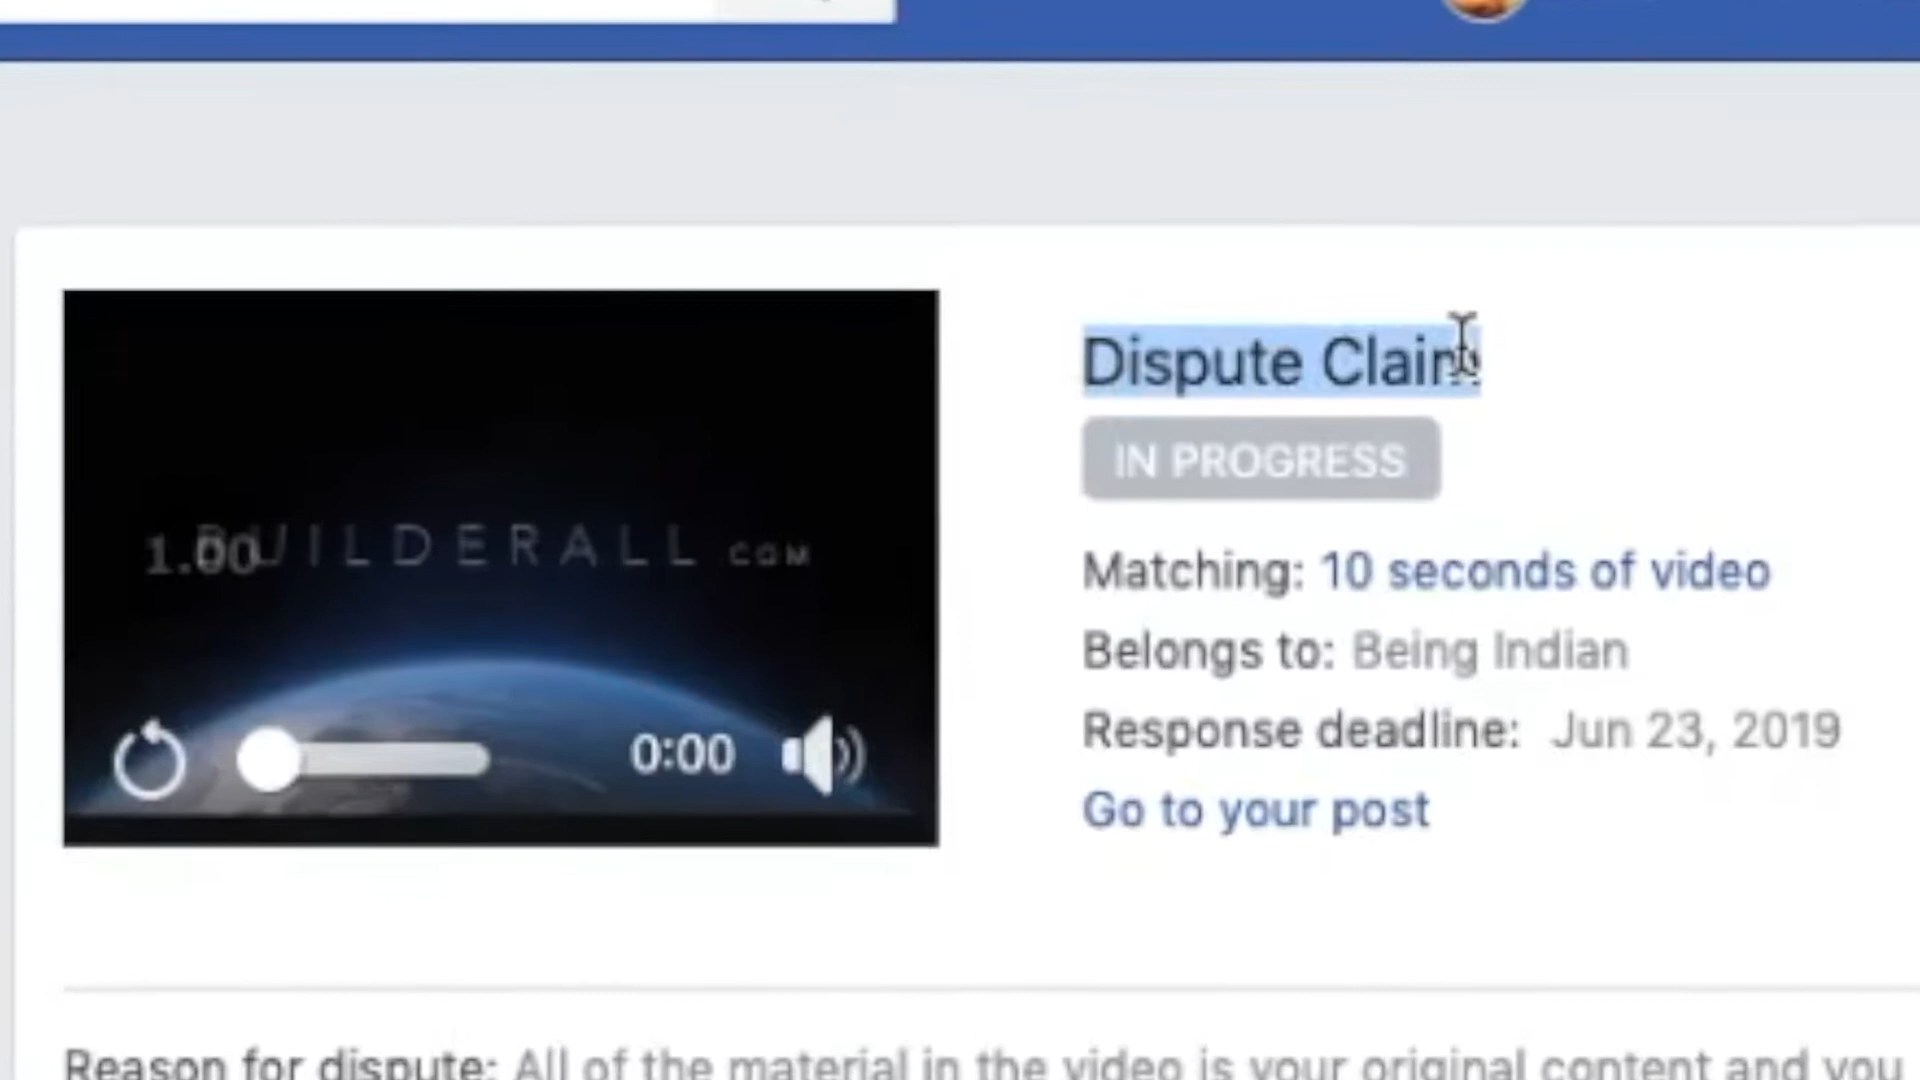 Dispute Claim
IN PROGRESS
Matching: 10 seconds of video
Belongs to: Being Indian
Response deadline: Jun 23, 2019
Go to your post
1.00
BUILDERALL.COM
0:00
Reason for dispute: All of the material in the video is your original content and you